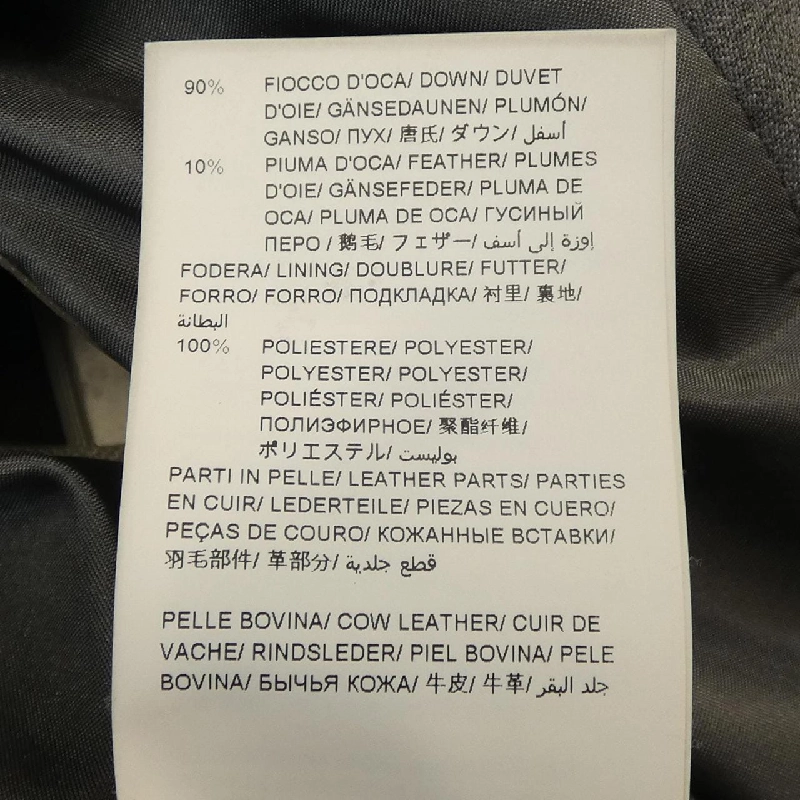 90% FIOCCO D'OCA/ DOWN/ DUVET
D'OIE/ GÄNSEDAUNEN/ PLUMÓN/
GANSO/ ПУХ/ 唐氏/ ダウン/ أسفل
10% PIUMA D'OCA/ FEATHER/ PLUMES
D'OIE/ GÄNSEFEDER/ PLUMA DE
OCA/ PLUMA DE OCA/ ГУСИНЫЙ
ПЕРО / 鹅毛/ フェザー/ إوزة إلى أسف
FODERA/ LINING/ DOUBLURE/ FUTTER/
FORRO/ FORRO/ ПОДКЛАДКА/ 衬里/ 裏地/
البطانة
100% POLIESTERE/ POLYESTER/
POLYESTER/ POLYESTER/
POLIÉSTER/ POLIÉSTER/
ПОЛИЭФИРНОЕ/ 聚酯纤维/
ポリエステル/ بوليست
PARTI IN PELLE/ LEATHER PARTS/ PARTIES
EN CUIR/ LEDERTEILE/ PIEZAS EN CUERO/
PEÇAS DE COURO/ КОЖАННЫЕ ВСТАВКИ/
羽毛部件/ 革部分/ قطع جلدية
PELLE BOVINA/ COW LEATHER/ CUIR DE
VACHE/ RINDSLEDER/ PIEL BOVINA/ PELE
BOVINA/ БЫЧЬЯ КОЖА/ 牛皮/ 牛革/ جلد البقر